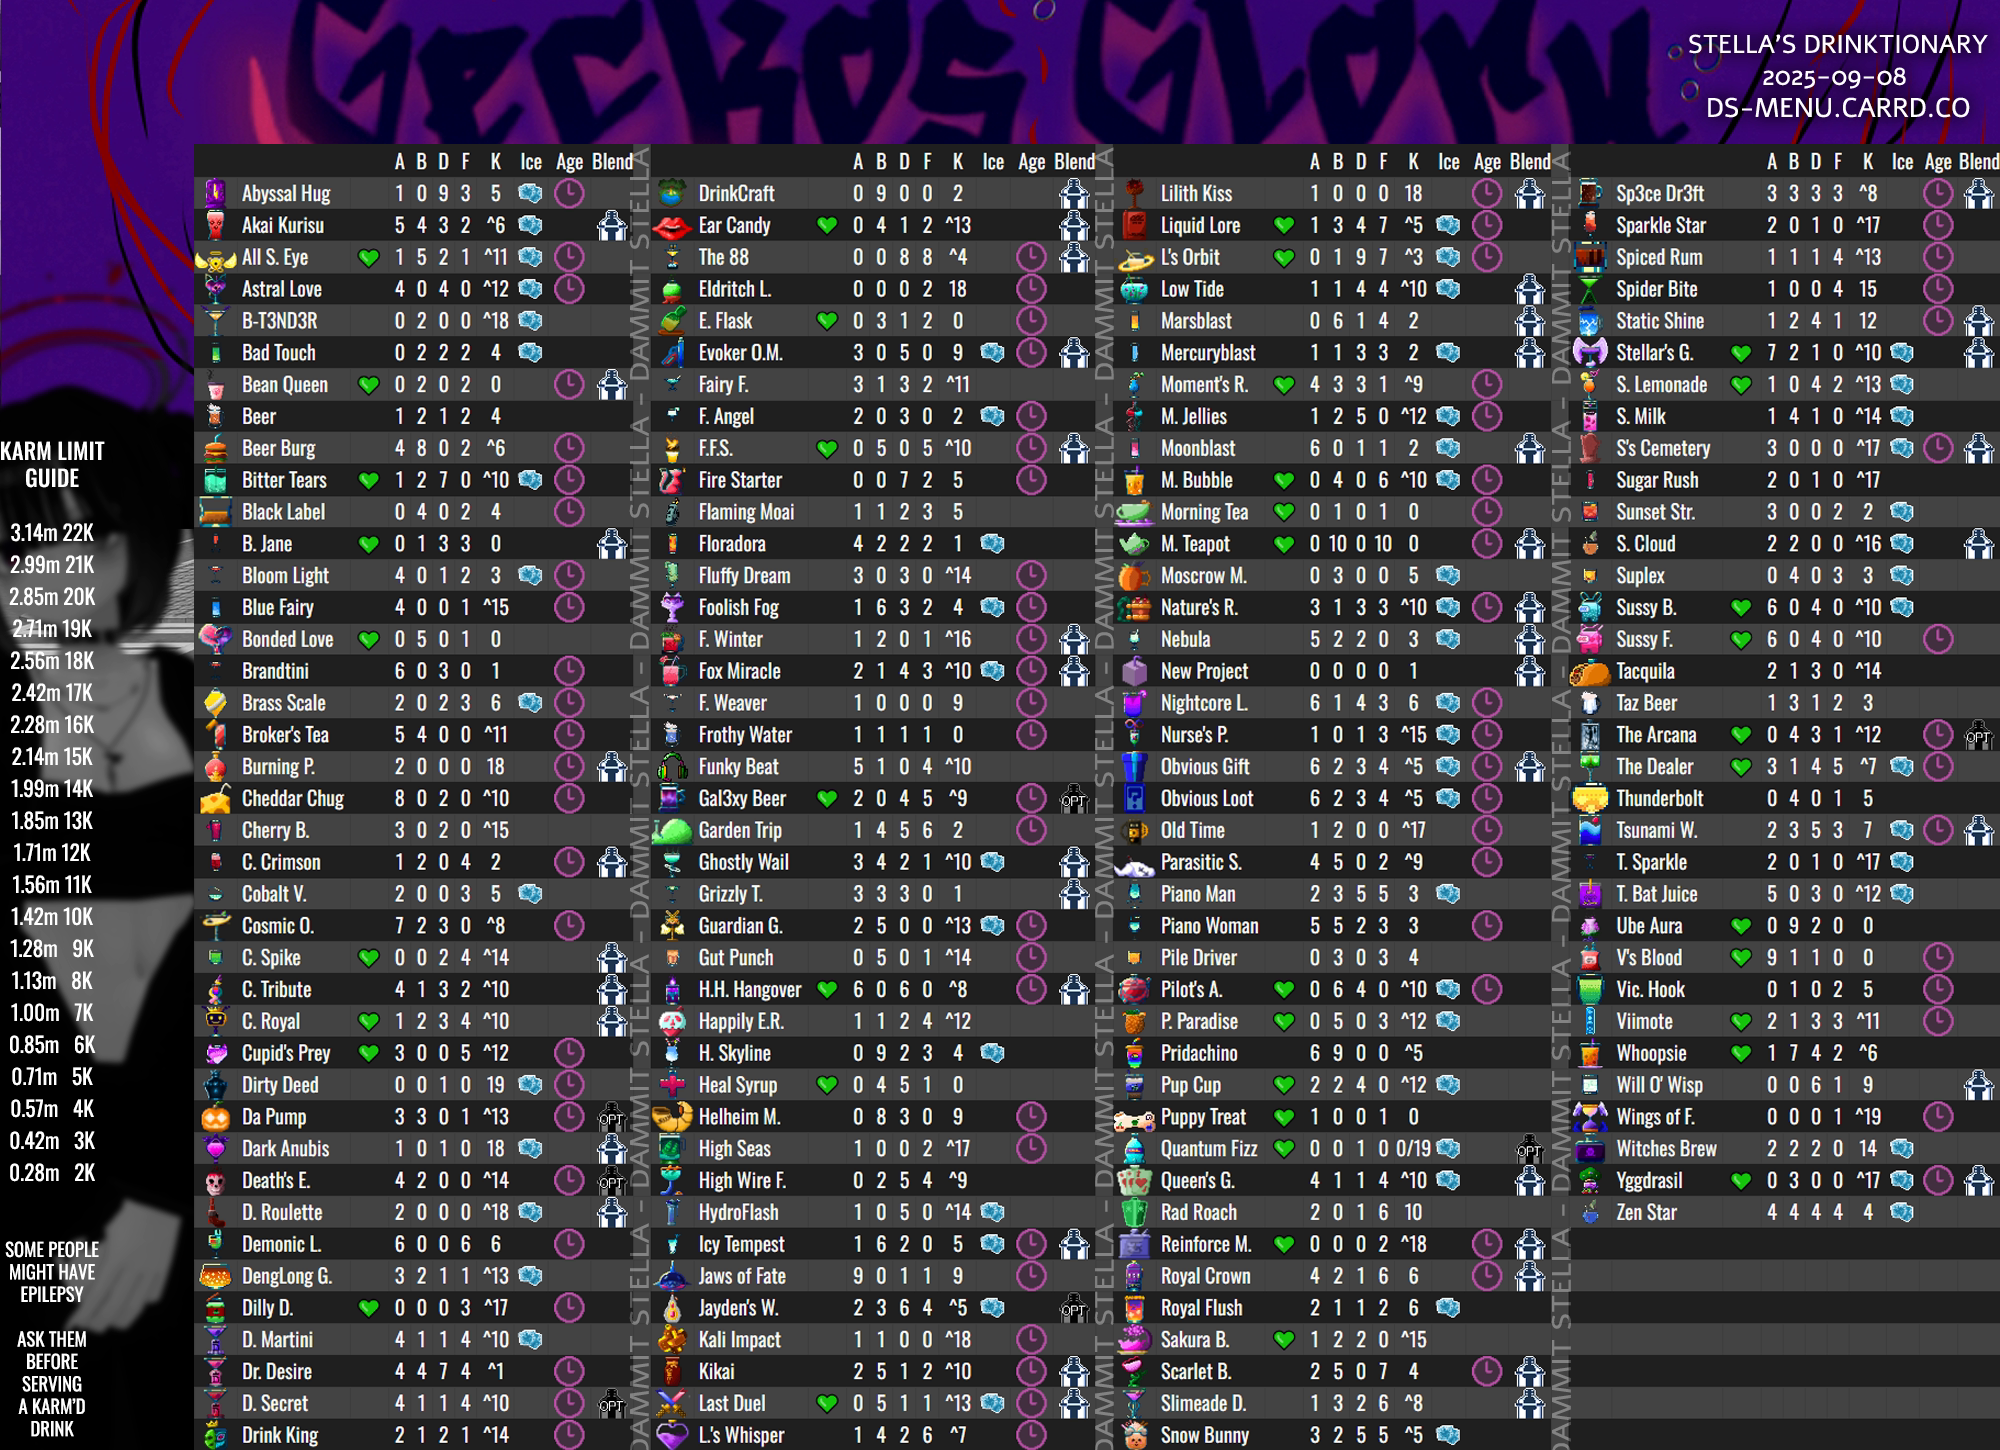 GECKOS GLORY
STELLA'S DRINKTIONARY
2025-09-08
DS-MENU.CARRD.CO
KARM LIMIT
GUIDE
3.14m 22K
2.99m 21K
2.85m 20K
2.71m 19K
2.56m 18K
2.42m 17K
2.28m 16K
2.14m 15K
1.99m 14K
1.85m 13K
1.71m 12K
1.56m 11K
1.42m 10K
1.28m 9K
1.13m 8K
1.00m 7K
0.85m 6K
0.71m 5K
0.57m 4K
0.42m 3K
0.28m 2K
SOME PEOPLE
MIGHT HAVE
EPILEPSY
ASK THEM
BEFORE
SERVING
A KARM'D
DRINK
A B D F K Ice Age Blend
Abyssal Hug 1 0 9 3 5
Akai Kurisu 5 4 3 2 ^6
All S. Eye 1 5 2 1 ^11
Astral Love 4 0 4 0 ^12
B-T3ND3R 0 2 0 0 ^18
Bad Touch 0 2 2 2 4
Bean Queen 0 2 0 2 0
Beer 1 2 1 2 4
Beer Burg 4 8 0 2 ^6
Bitter Tears 1 2 7 0 ^10
Black Label 0 4 0 2 4
B. Jane 0 1 3 3 0
Bloom Light 4 0 1 2 3
Blue Fairy 4 0 0 1 ^15
Bonded Love 0 5 0 1 0
Brandtini 6 0 3 0 1
Brass Scale 2 0 2 3 6
Broker's Tea 5 4 0 0 ^11
Burning P. 2 0 0 0 18
Cheddar Chug 8 0 2 0 ^10
Cherry B. 3 0 2 0 ^15
C. Crimson 1 2 0 4 2
Cobalt V. 2 0 0 3 5
Cosmic O. 7 2 3 0 ^8
C. Spike 0 0 2 4 ^14
C. Tribute 4 1 3 2 ^10
C. Royal 1 2 3 4 ^10
Cupid's Prey 3 0 0 5 ^12
Dirty Deed 0 0 1 0 19
Da Pump 3 3 0 1 ^13 OPT
Dark Anubis 1 0 1 0 18
Death's E. 4 2 0 0 ^14 OPT
D. Roulette 2 0 0 0 ^18
Demonic L. 6 0 0 6 6
DengLong G. 3 2 1 1 ^13
Dilly D. 0 0 0 3 ^17
D. Martini 4 1 1 4 ^10
Dr. Desire 4 4 7 4 ^1
D. Secret 4 1 1 4 ^10 OPT
Drink King 2 1 2 1 ^14
DAMMIT STELLA - DAMMIT STELLA - DAMMIT STELLA - DAMMIT STELLA
A B D F K Ice Age Blend
DrinkCraft 0 9 0 0 2
Ear Candy 0 4 1 2 ^13
The 88 0 0 8 8 ^4
Eldritch L. 0 0 0 2 18
E. Flask 0 3 1 2 0
Evoker O.M. 3 0 5 0 9
Fairy F. 3 1 3 2 ^11
F. Angel 2 0 3 0 2
F.F.S. 0 5 0 5 ^10
Fire Starter 0 0 7 2 5
Flaming Moai 1 1 2 3 5
Floradora 4 2 2 2 1
Fluffy Dream 3 0 3 0 ^14
Foolish Fog 1 6 3 2 4
F. Winter 1 2 0 1 ^16
Fox Miracle 2 1 4 3 ^10
F. Weaver 1 0 0 0 9
Frothy Water 1 1 1 1 0
Funky Beat 5 1 0 4 ^10
Gal3xy Beer 2 0 4 5 ^9 OPT
Garden Trip 1 4 5 6 2
Ghostly Wail 3 4 2 1 ^10
Grizzly T. 3 3 3 0 1
Guardian G. 2 5 0 0 ^13
Gut Punch 0 5 0 1 ^14
H.H. Hangover 6 0 6 0 ^8
Happily E.R. 1 1 2 4 ^12
H. Skyline 0 9 2 3 4
Heal Syrup 0 4 5 1 0
Helheim M. 0 8 3 0 9
High Seas 1 0 0 2 ^17
High Wire F. 0 2 5 4 ^9
HydroFlash 1 0 5 0 ^14
Icy Tempest 1 6 2 0 5
Jaws of Fate 9 0 1 1 9
Jayden's W. 2 3 6 4 ^5 OPT
Kali Impact 1 1 0 0 ^18
Kikai 2 5 1 2 ^10
Last Duel 0 5 1 1 ^13
L.'s Whisper 1 4 2 6 ^7
DAMMIT STELLA - DAMMIT STELLA - DAMMIT STELLA - DAMMIT STELLA
A B D F K Ice Age Blend
Lilith Kiss 1 0 0 0 18
Liquid Lore 1 3 4 7 ^5
L's Orbit 0 1 9 7 ^3
Low Tide 1 1 4 4 ^10
Marsblast 0 6 1 4 2
Mercuryblast 1 1 3 3 2
Moment's R. 4 3 3 1 ^9
M. Jellies 1 2 5 0 ^12
Moonblast 6 0 1 1 2
M. Bubble 0 4 0 6 ^10
Morning Tea 0 1 0 1 0
M. Teapot 0 10 0 10 0
Moscrow M. 0 3 0 0 5
Nature's R. 3 1 3 3 ^10
Nebula 5 2 2 0 3
New Project 0 0 0 0 1
Nightcore L. 6 1 4 3 6
Nurse's P. 1 0 1 3 ^15
Obvious Gift 6 2 3 4 ^5
Obvious Loot 6 2 3 4 ^5
Old Time 1 2 0 0 ^17
Parasitic S. 4 5 0 2 ^9
Piano Man 2 3 5 5 3
Piano Woman 5 5 2 3 3
Pile Driver 0 3 0 3 4
Pilot's A. 0 6 4 0 ^10
P. Paradise 0 5 0 3 ^12
Pridachino 6 9 0 0 ^5
Pup Cup 2 2 4 0 ^12
Puppy Treat 1 0 0 1 0
Quantum Fizz 0 0 1 0 0/19 OPT
Queen's G. 4 1 1 4 ^10
Rad Roach 2 0 1 6 10
Reinforce M. 0 0 0 2 ^18
Royal Crown 4 2 1 6 6
Royal Flush 2 1 1 2 6
Sakura B. 1 2 2 0 ^15
Scarlet B. 2 5 0 7 4
Slimeade D. 1 3 2 6 ^8
Snow Bunny 3 2 5 5 ^5
DAMMIT STELLA - DAMMIT STELLA - DAMMIT STELLA - DAMMIT STELLA
A B D F K Ice Age Blend
Sp3ce Dr3ft 3 3 3 3 ^8
Sparkle Star 2 0 1 0 ^17
Spiced Rum 1 1 1 4 ^13
Spider Bite 1 0 0 4 15
Static Shine 1 2 4 1 12
Stellar's G. 7 2 1 0 ^10
S. Lemonade 1 0 4 2 ^13
S. Milk 1 4 1 0 ^14
S's Cemetery 3 0 0 0 ^17
Sugar Rush 2 0 1 0 ^17
Sunset Str. 3 0 0 2 2
S. Cloud 2 2 0 0 ^16
Suplex 0 4 0 3 3
Sussy B. 6 0 4 0 ^10
Sussy F. 6 0 4 0 ^10
Tacquila 2 1 3 0 ^14
Taz Beer 1 3 1 2 3
The Arcana 0 4 3 1 ^12 OPT
The Dealer 3 1 4 5 ^7
Thunderbolt 0 4 0 1 5
Tsunami W. 2 3 5 3 7
T. Sparkle 2 0 1 0 ^17
T. Bat Juice 5 0 3 0 ^12
Ube Aura 0 9 2 0 0
V's Blood 9 1 1 0 0
Vic. Hook 0 1 0 2 5
Viimote 2 1 3 3 ^11
Whoopsie 1 7 4 2 ^6
Will O' Wisp 0 0 6 1 9
Wings of F. 0 0 0 1 ^19
Witches Brew 2 2 2 0 14
Yggdrasil 0 3 0 0 ^17
Zen Star 4 4 4 4 4